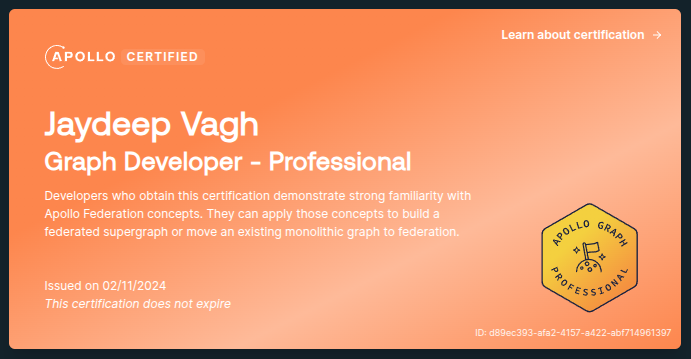 Learn about certification →
APOLLO CERTIFIED
Jaydeep Vagh
Graph Developer - Professional
Developers who obtain this certification demonstrate strong familiarity with
Apollo Federation concepts. They can apply those concepts to build a
federated supergraph or move an existing monolithic graph to federation.
APOLLO GRAPH
PROFESSIONAL
Issued on 02/11/2024
This certification does not expire
ID: d89ec393-afa2-4157-a422-abf714961397